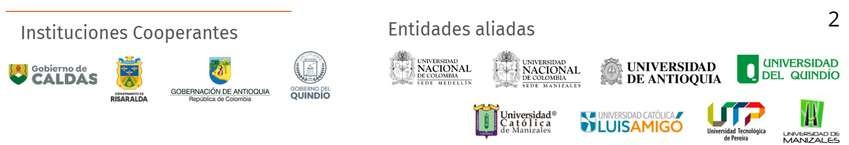 2
Instituciones Cooperantes
Gobierno de
CALDAS
DEPARTAMENTO DE
RISARALDA
GOBERNACIÓN DE ANTIOQUIA
República de Colombia
GOBIERNO DEL
QUINDÍO
Entidades aliadas
UNIVERSIDAD
NACIONAL
DE COLOMBIA
SEDE MEDELLÍN
UNIVERSIDAD
NACIONAL
DE COLOMBIA
SEDE MANIZALES
UNIVERSIDAD
DE ANTIOQUIA
UNIVERSIDAD
DEL QUINDÍO
Universidad®
Católica
de Manizales
UNIVERSIDAD CATÓLICA
LUIS AMIGÓ
UTP
Universidad Tecnológica
de Pereira
UNIVERSIDAD DE
MANIZALES